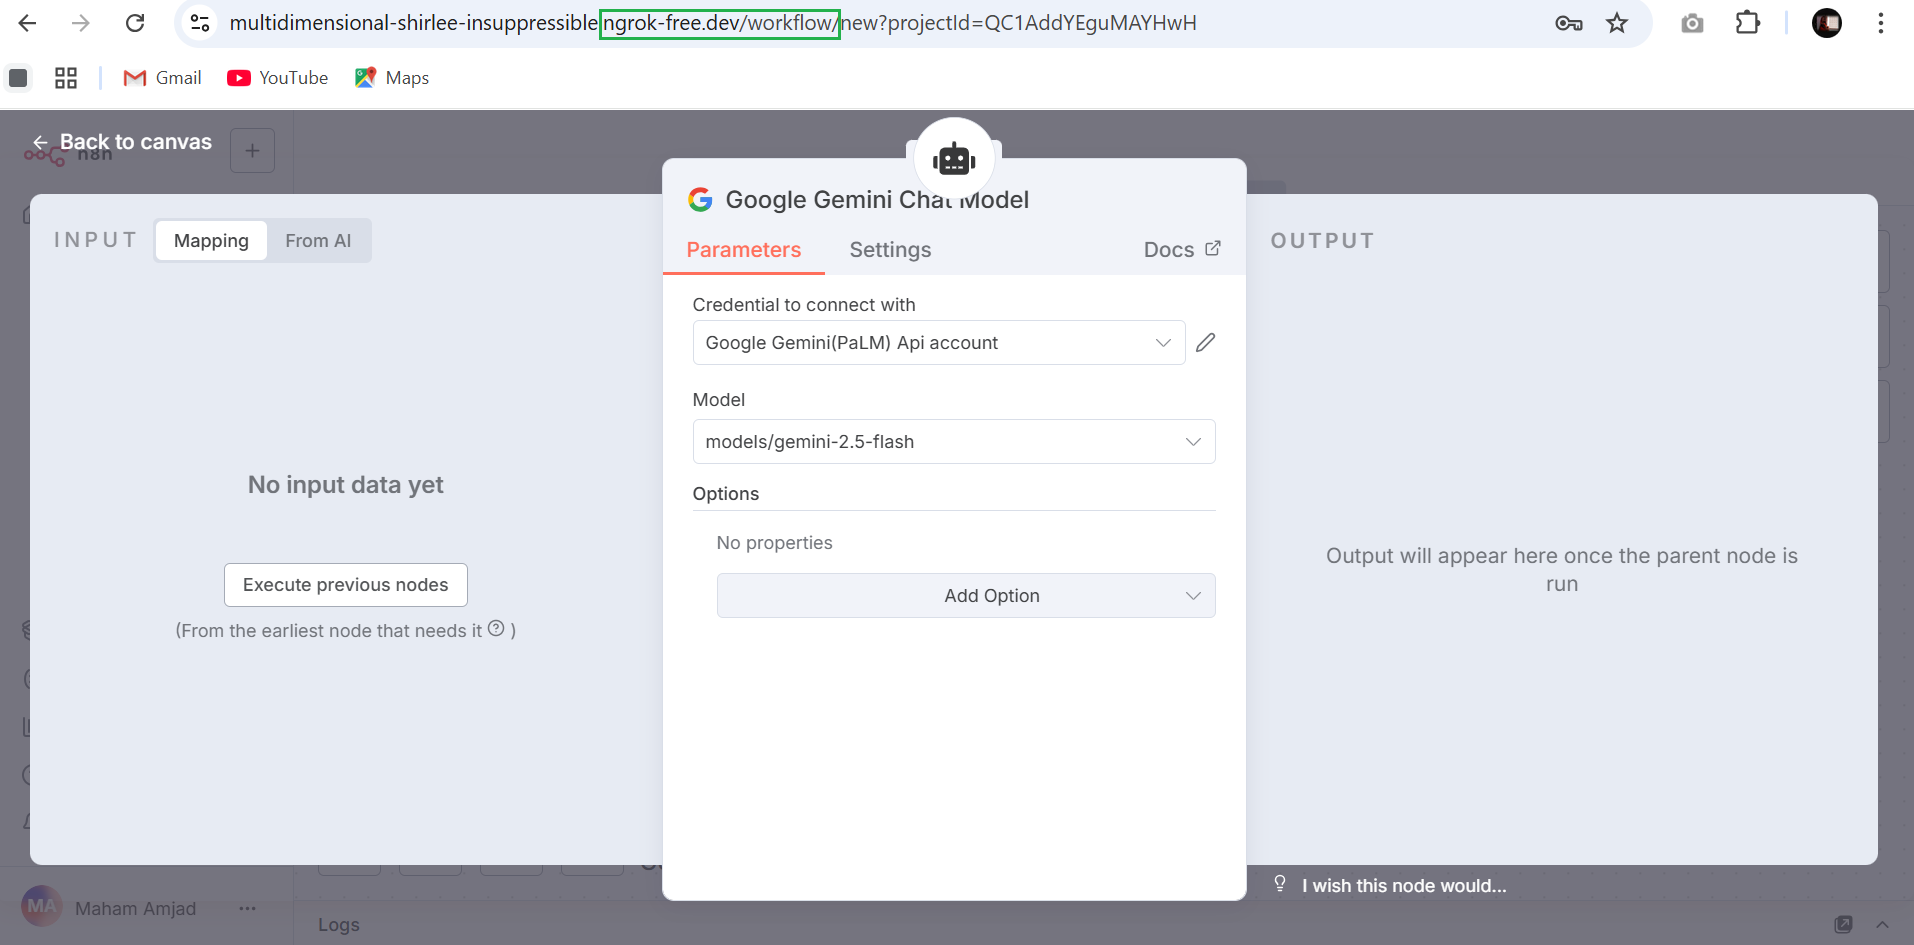 multidimensional-shirlee-insuppressible.ngrok-free.dev/workflow/new?projectId=QC1AddYEguMAYHwH
Gmail YouTube Maps
Back to canvas
n8n
+
Google Gemini Chat Model
INPUT Mapping From AI
Parameters Settings Docs
OUTPUT
Credential to connect with
Google Gemini(PaLM) Api account
Model
models/gemini-2.5-flash
No input data yet
Options
No properties
Execute previous nodes
Add Option
(From the earliest node that needs it ? )
Output will appear here once the parent node is
run
I wish this node would...
MA Maham Amjad ...
Logs